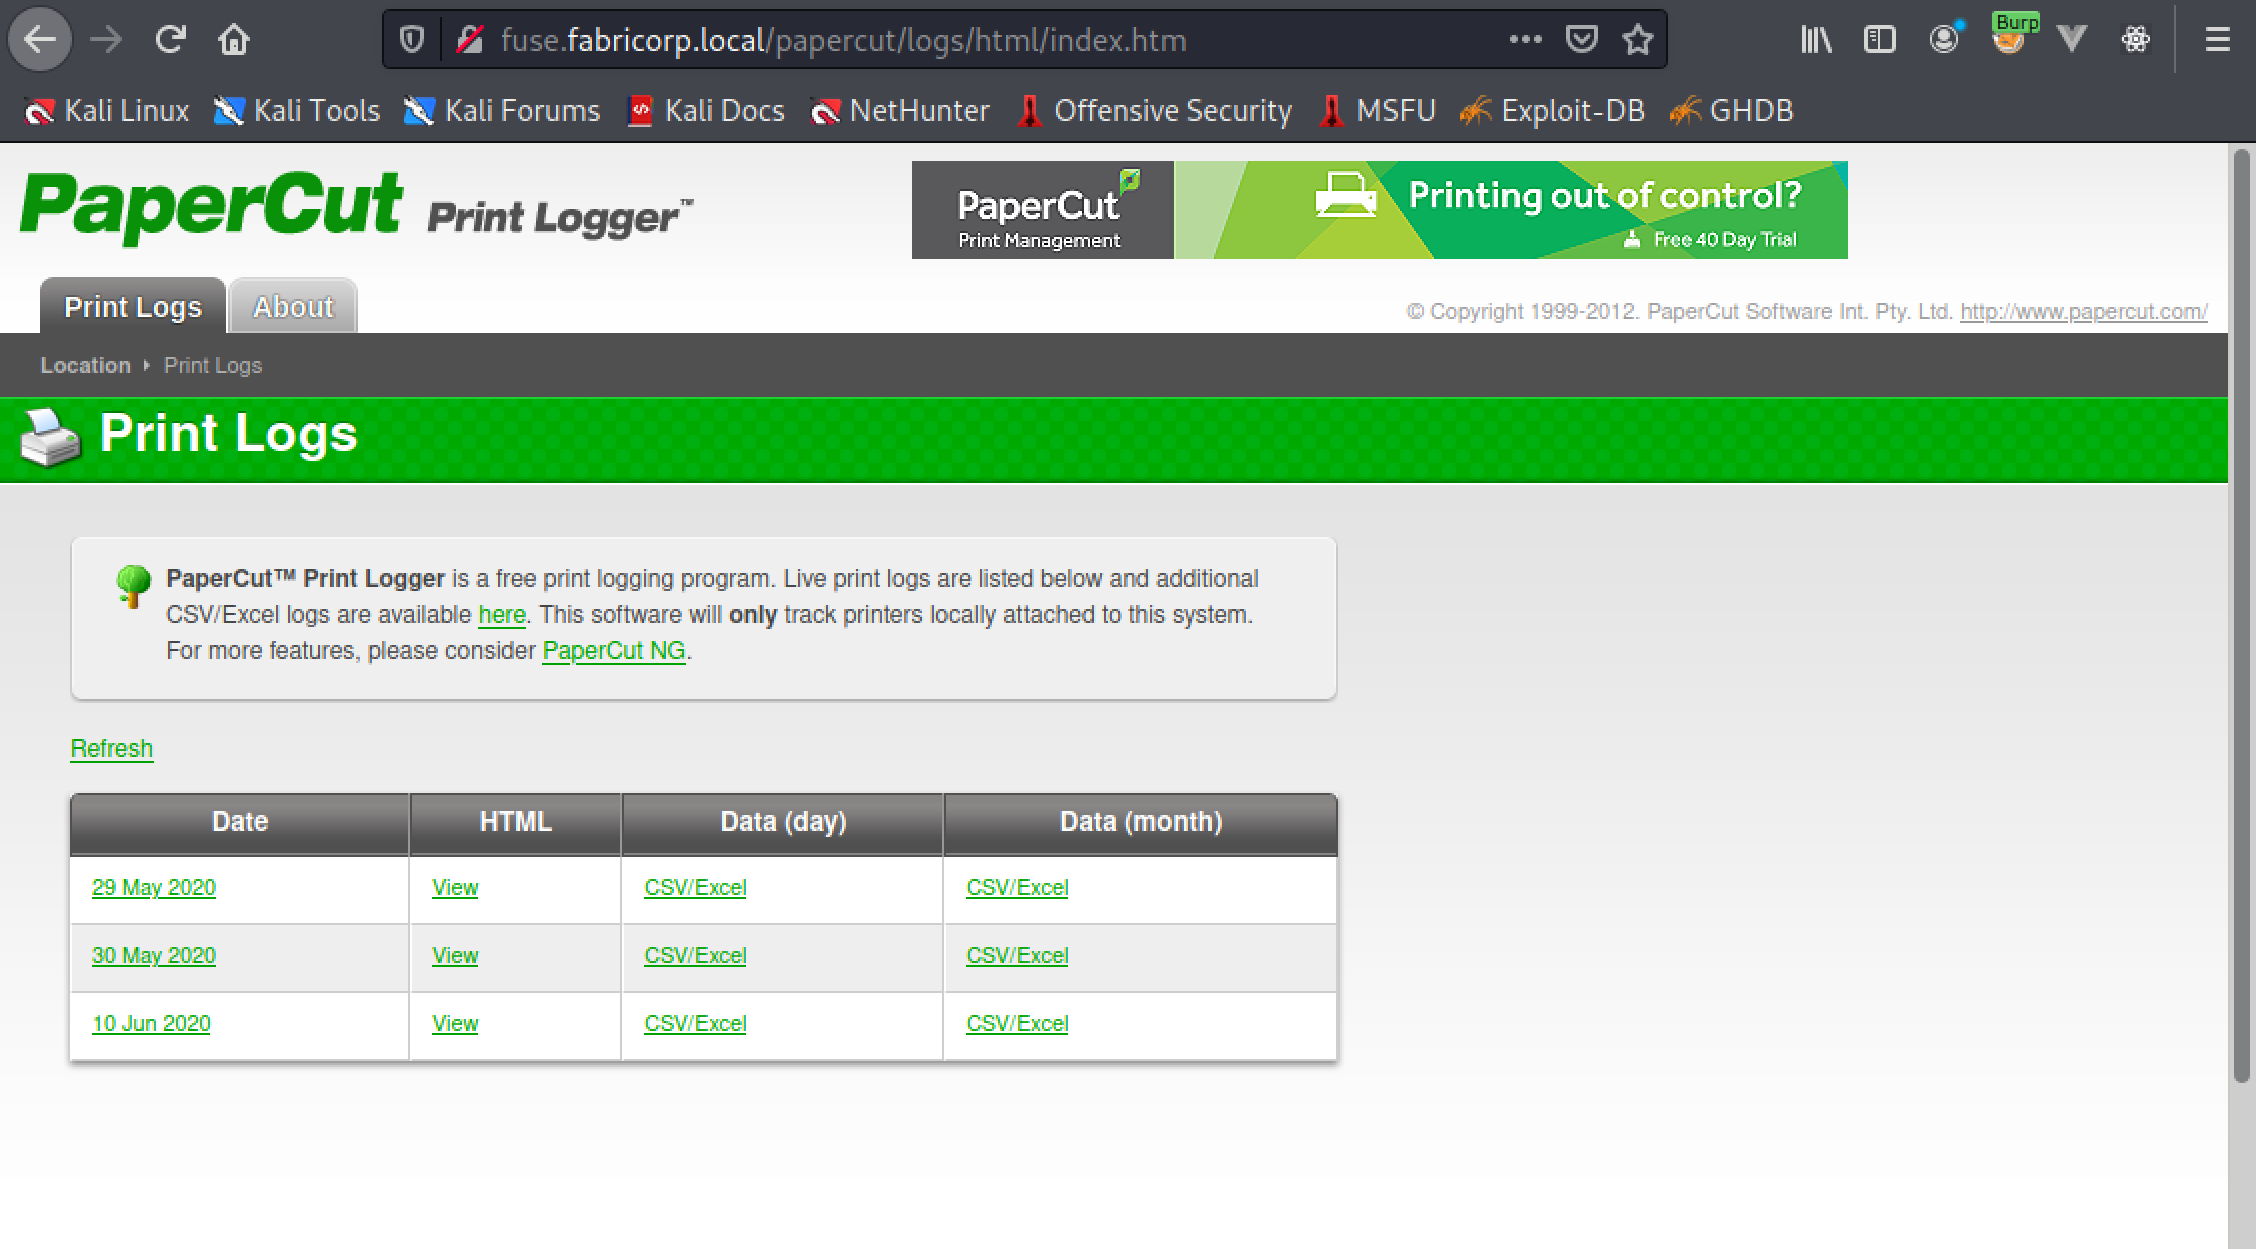 fuse.fabricorp.local/papercut/logs/html/index.htm
Burp
Kali Linux Kali Tools Kali Forums Kali Docs NetHunter Offensive Security MSFU Exploit-DB GHDB
PaperCut Print Logger™
PaperCut
Print Management
Printing out of control?
Free 40 Day Trial
Print Logs About
© Copyright 1999-2012. PaperCut Software Int. Pty. Ltd. http://www.papercut.com/
Location Print Logs
Print Logs
PaperCut™ Print Logger is a free print logging program. Live print logs are listed below and additional
CSV/Excel logs are available here. This software will only track printers locally attached to this system.
For more features, please consider PaperCut NG.
Refresh
Date HTML Data (day) Data (month)
29 May 2020 View CSV/Excel CSV/Excel
30 May 2020 View CSV/Excel CSV/Excel
10 Jun 2020 View CSV/Excel CSV/Excel